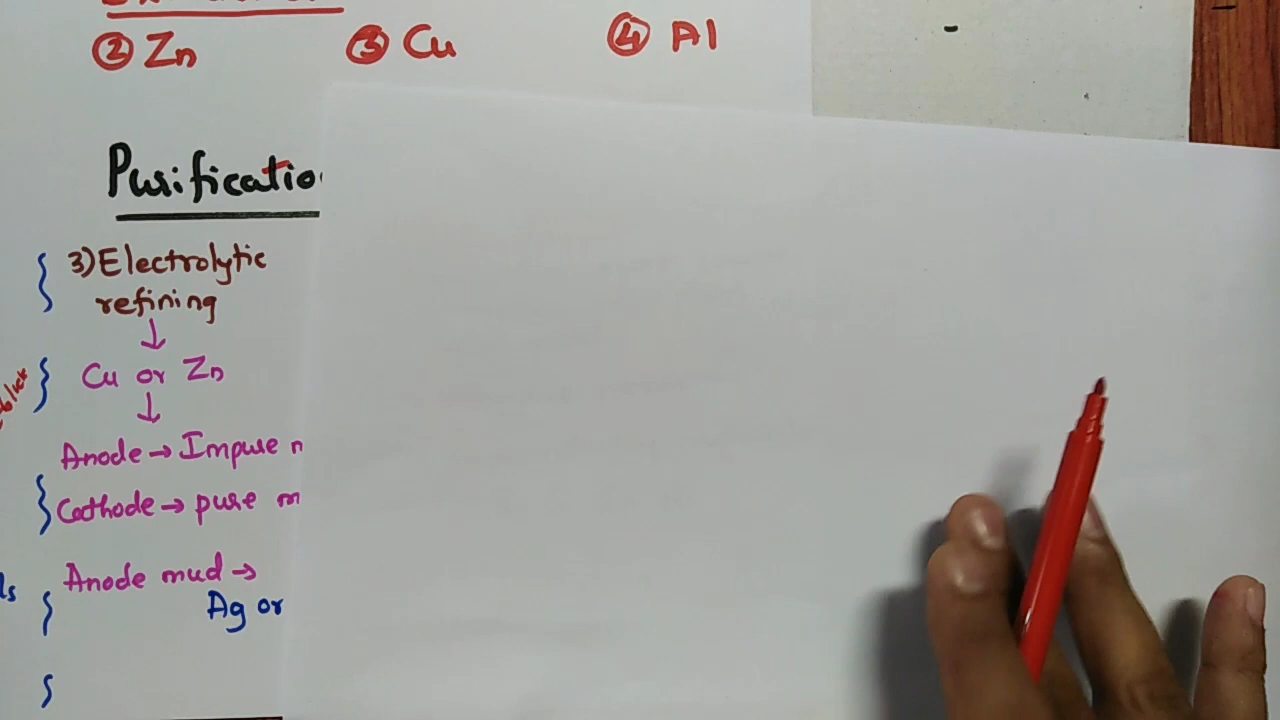 ② Zn ③ Cu ④ Al
Purificatio
3) Electrolytic
refining
↓
Cu or Zn
↓
Anode → Impure
Cathode → pure m
Anode mud →
Ag or